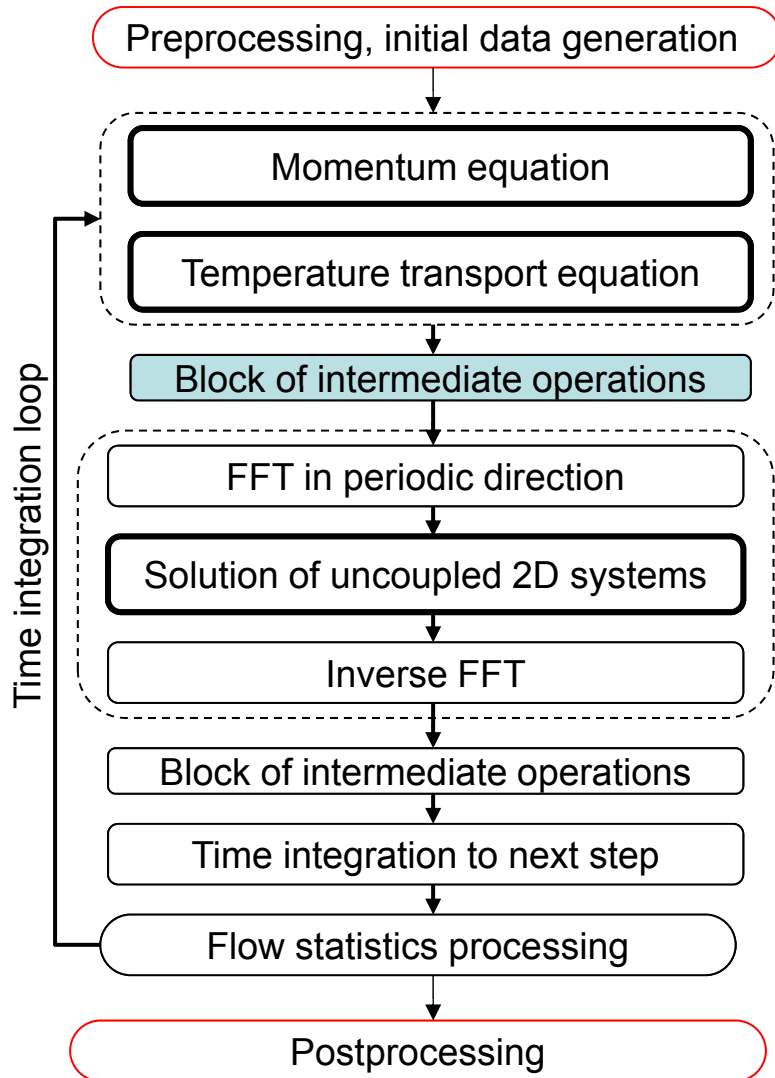 Preprocessing, initial data generation
Momentum equation
Temperature transport equation
Block of intermediate operations
FFT in periodic direction
Solution of uncoupled 2D systems
Inverse FFT
Block of intermediate operations
Time integration to next step
Flow statistics processing
Postprocessing
Time integration loop